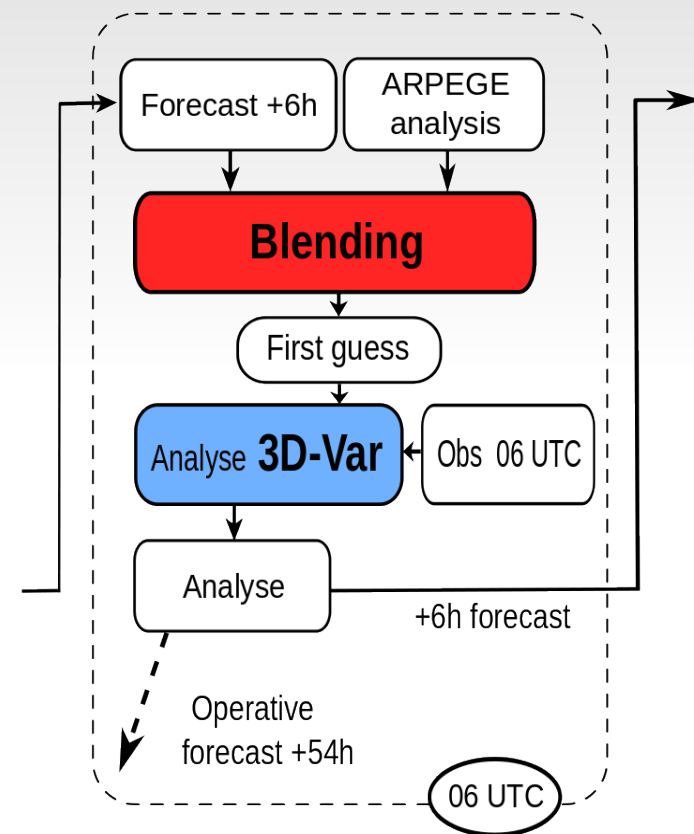 Forecast +6h
ARPEGE
analysis
Blending
First guess
Analyse 3D-Var
Obs 06 UTC
Analyse
+6h forecast
Operative
forecast +54h
06 UTC